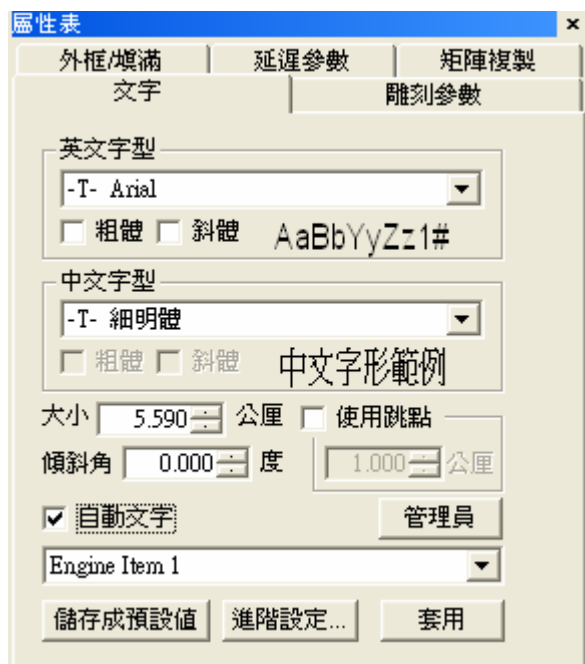 屬性表
外框/填滿 延遲參數 矩陣複製
文字 雕刻參數
英文字型
-T- Arial
粗體 斜體 AaBbYyZz1#
中文字型
-T- 細明體
粗體 斜體 中文字形範例
大小 5.590 公厘 使用跳點
傾斜角 0.000 度 1.000 公厘
自動文字 管理員
Engine Item 1
儲存成預設值 進階設定... 套用